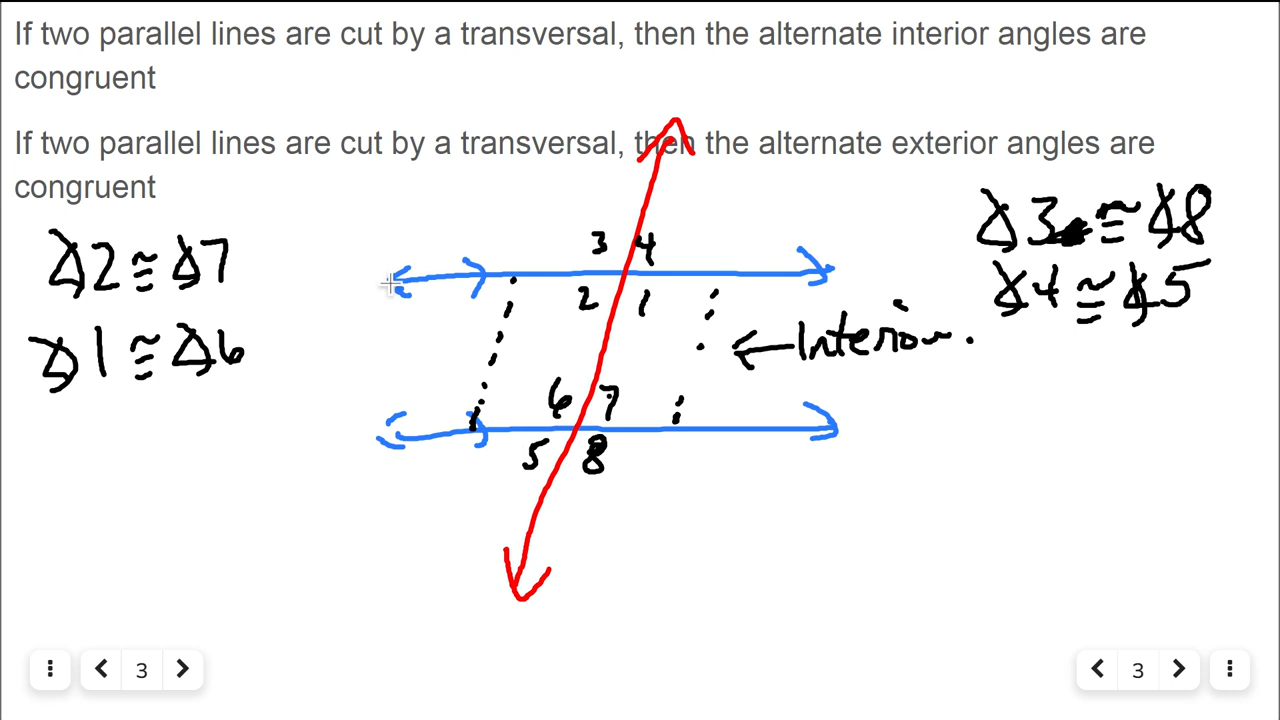 If two parallel lines are cut by a transversal, then the alternate interior angles are
congruent
If two parallel lines are cut by a transversal, then the alternate exterior angles are
congruent
∠2 ≅ ∠7
∠1 ≅ ∠6
∠3 ≅ ∠8
∠4 ≅ ∠5
3 4
2 1
Interior.
6 7
5 8
3
3